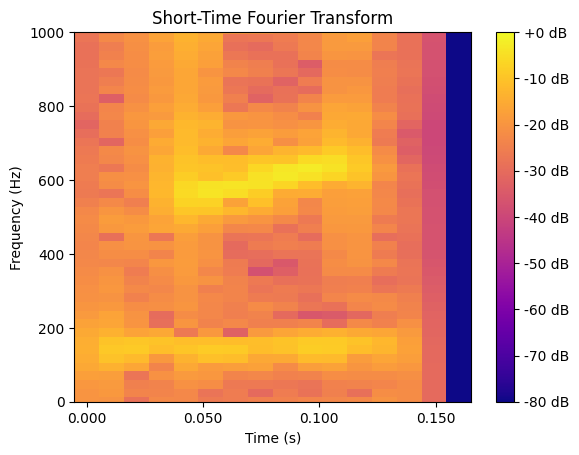 Short-Time Fourier Transform
1000
800
600
400
200
0
Frequency (Hz)
0.000
0.050
0.100
0.150
Time (s)
+0 dB
-10 dB
-20 dB
-30 dB
-40 dB
-50 dB
-60 dB
-70 dB
-80 dB